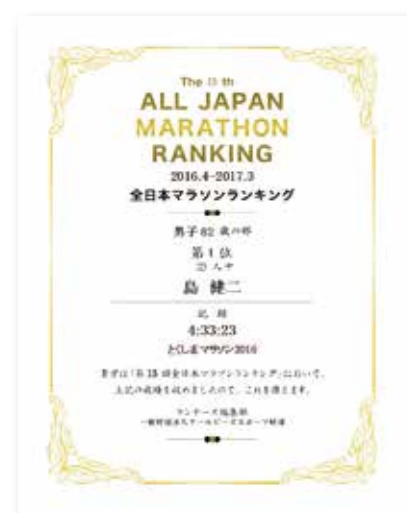 The 13 th
ALL JAPAN
MARATHON
RANKING
2016.4-2017.3
全日本マラソンランキング
男子82 歳の部
第1位
人中
島 健二
記 録
4:33:23
とくしまマラソン2016
貴方は「第13回全日本マラソンランキング」において、
上記の成績を収めましたので、これを讃えます。
ランナーズ編集部
一般財団法人アールビーズスポーツ財団